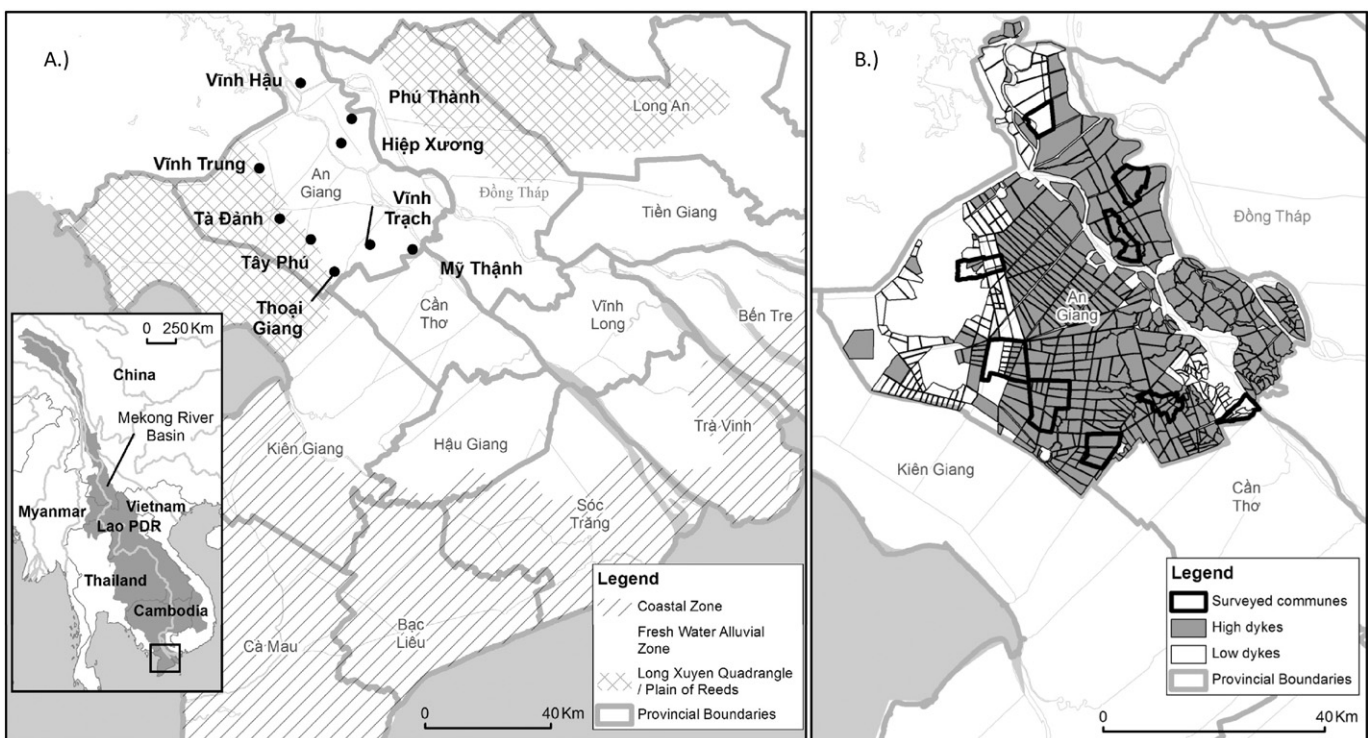 A.)
Vĩnh Hậu
Phú Thành
Long An
Hiệp Xương
Vĩnh Trung
An
Giang
Vĩnh
Trạch
Đồng Tháp
Tà Đảnh
Tiền Giang
Tây Phú
Mỹ Thạnh
Thoại
Giang
Cần
Thơ
Vĩnh
Long
Bến Tre
Trà Vinh
Kiên Giang
Hậu Giang
Sóc
Trăng
Cà Mau
Bạc
Liêu
0 250 Km
China
Mekong River
Basin
Myanmar
Vietnam
Lao PDR
Thailand
Cambodia
Legend
Coastal Zone
Fresh Water Alluvial
Zone
Long Xuyen Quadrangle
/ Plain of Reeds
Provincial Boundaries
0 40 Km
B.)
Đồng Tháp
An
Giang
Kiên Giang
Cần
Thơ
Legend
Surveyed communes
High dykes
Low dykes
Provincial Boundaries
0 40 Km